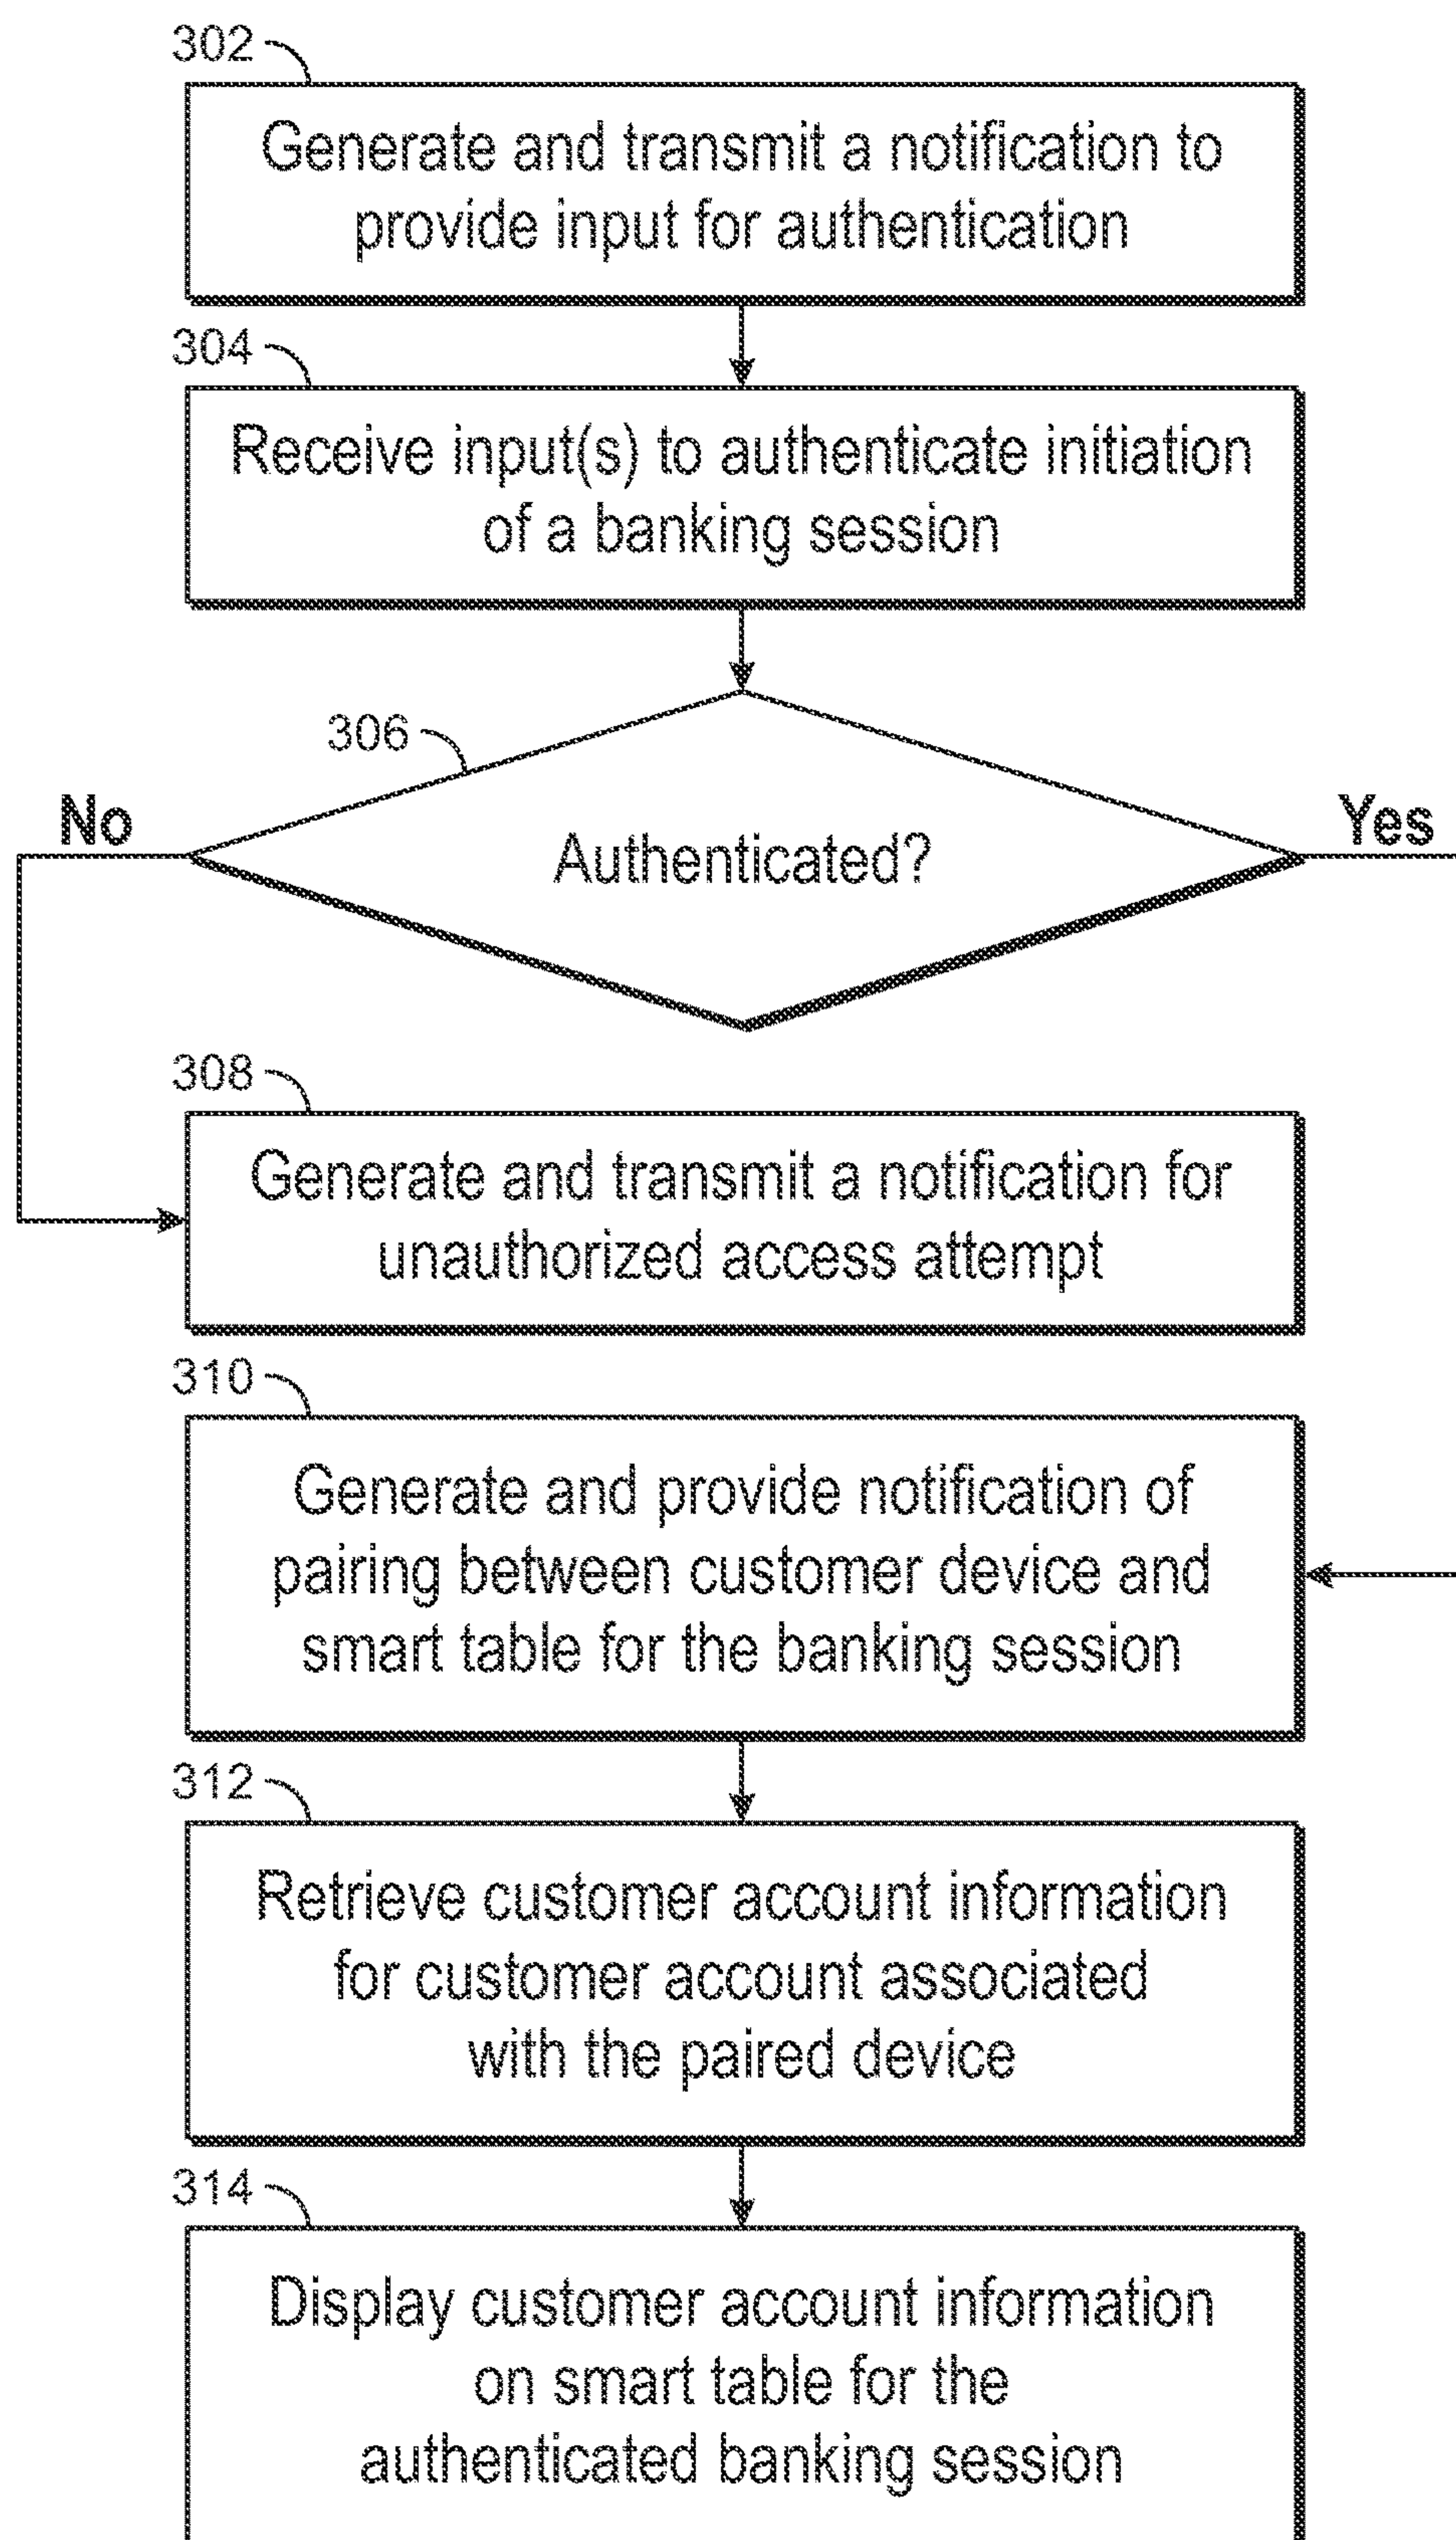 302
Generate and transmit a notification to
provide input for authentication
304
Receive input(s) to authenticate initiation
of a banking session
306
No
Yes
Authenticated?
308
Generate and transmit a notification for
unauthorized access attempt
310
Generate and provide notification of
pairing between customer device and
smart table for the banking session
312
Retrieve customer account information
for customer account associated
with the paired device
314
Display customer account information
on smart table for the
authenticated banking session